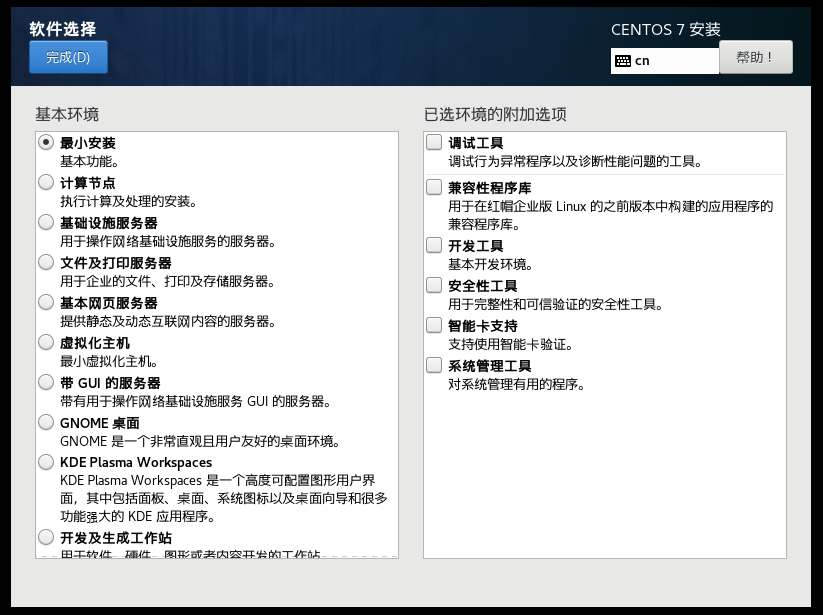 软件选择
完成(D)
CENTOS 7 安装
cn
帮助！
基本环境
最小安装
基本功能。
计算节点
执行计算及处理的安装。
基础设施服务器
用于操作网络基础设施服务的服务器。
文件及打印服务器
用于企业的文件、打印及存储服务器。
基本网页服务器
提供静态及动态互联网内容的服务器。
虚拟化主机
最小虚拟化主机。
带 GUI 的服务器
带有用于操作网络基础设施服务 GUI 的服务器。
GNOME 桌面
GNOME 是一个非常直观且用户友好的桌面环境。
KDE Plasma Workspaces
KDE Plasma Workspaces 是一个高度可配置图形用户界
面，其中包括面板、桌面、系统图标以及桌面向导和很多
功能强大的 KDE 应用程序。
开发及生成工作站
用于软件、硬件、图形或者内容开发的工作站
已选环境的附加选项
调试工具
调试行为异常程序以及诊断性能问题的工具。
兼容性程序库
用于在红帽企业版 Linux 的之前版本中构建的应用程序的
兼容程序库。
开发工具
基本开发环境。
安全性工具
用于完整性和可信验证的安全性工具。
智能卡支持
支持使用智能卡验证。
系统管理工具
对系统管理有用的程序。